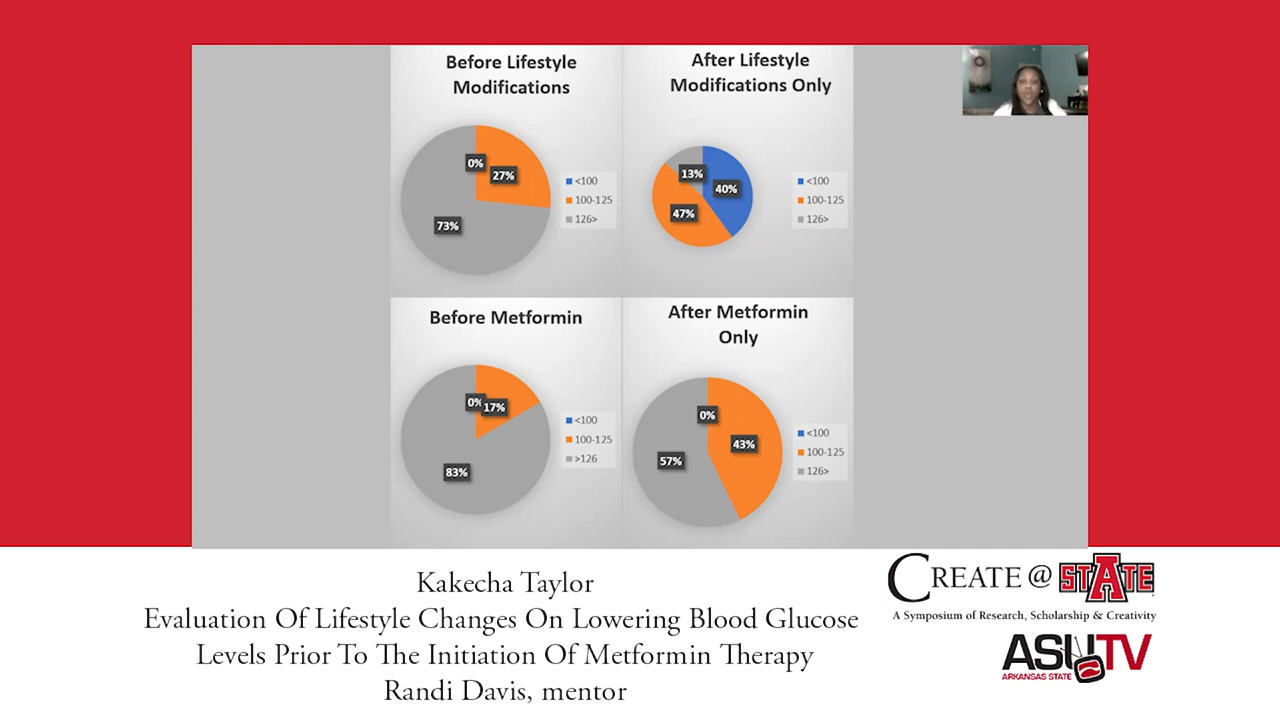 Before Lifestyle
Modifications
0%
27%
73%
<100
100-125
126>
After Lifestyle
Modifications Only
13%
40%
47%
<100
100-125
126>
Before Metformin
0%
17%
83%
<100
100-125
>126
After Metformin
Only
0%
43%
57%
<100
100-125
126>
Kakecha Taylor
Evaluation Of Lifestyle Changes On Lowering Blood Glucose
Levels Prior To The Initiation Of Metformin Therapy
Randi Davis, mentor
CREATE @ STATE
A Symposium of Research, Scholarship & Creativity
ASU TV
ARKANSAS STATE